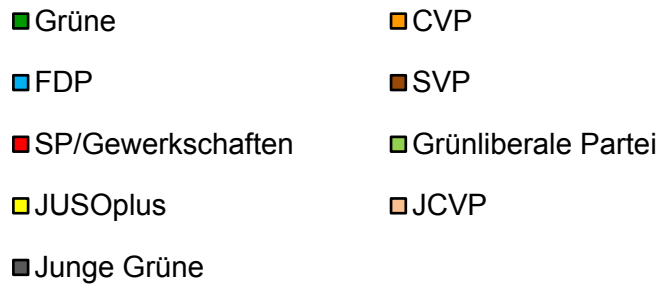 Grüne
CVP
FDP
SVP
SP/Gewerkschaften
Grünliberale Partei
JUSOplus
JCVP
Junge Grüne